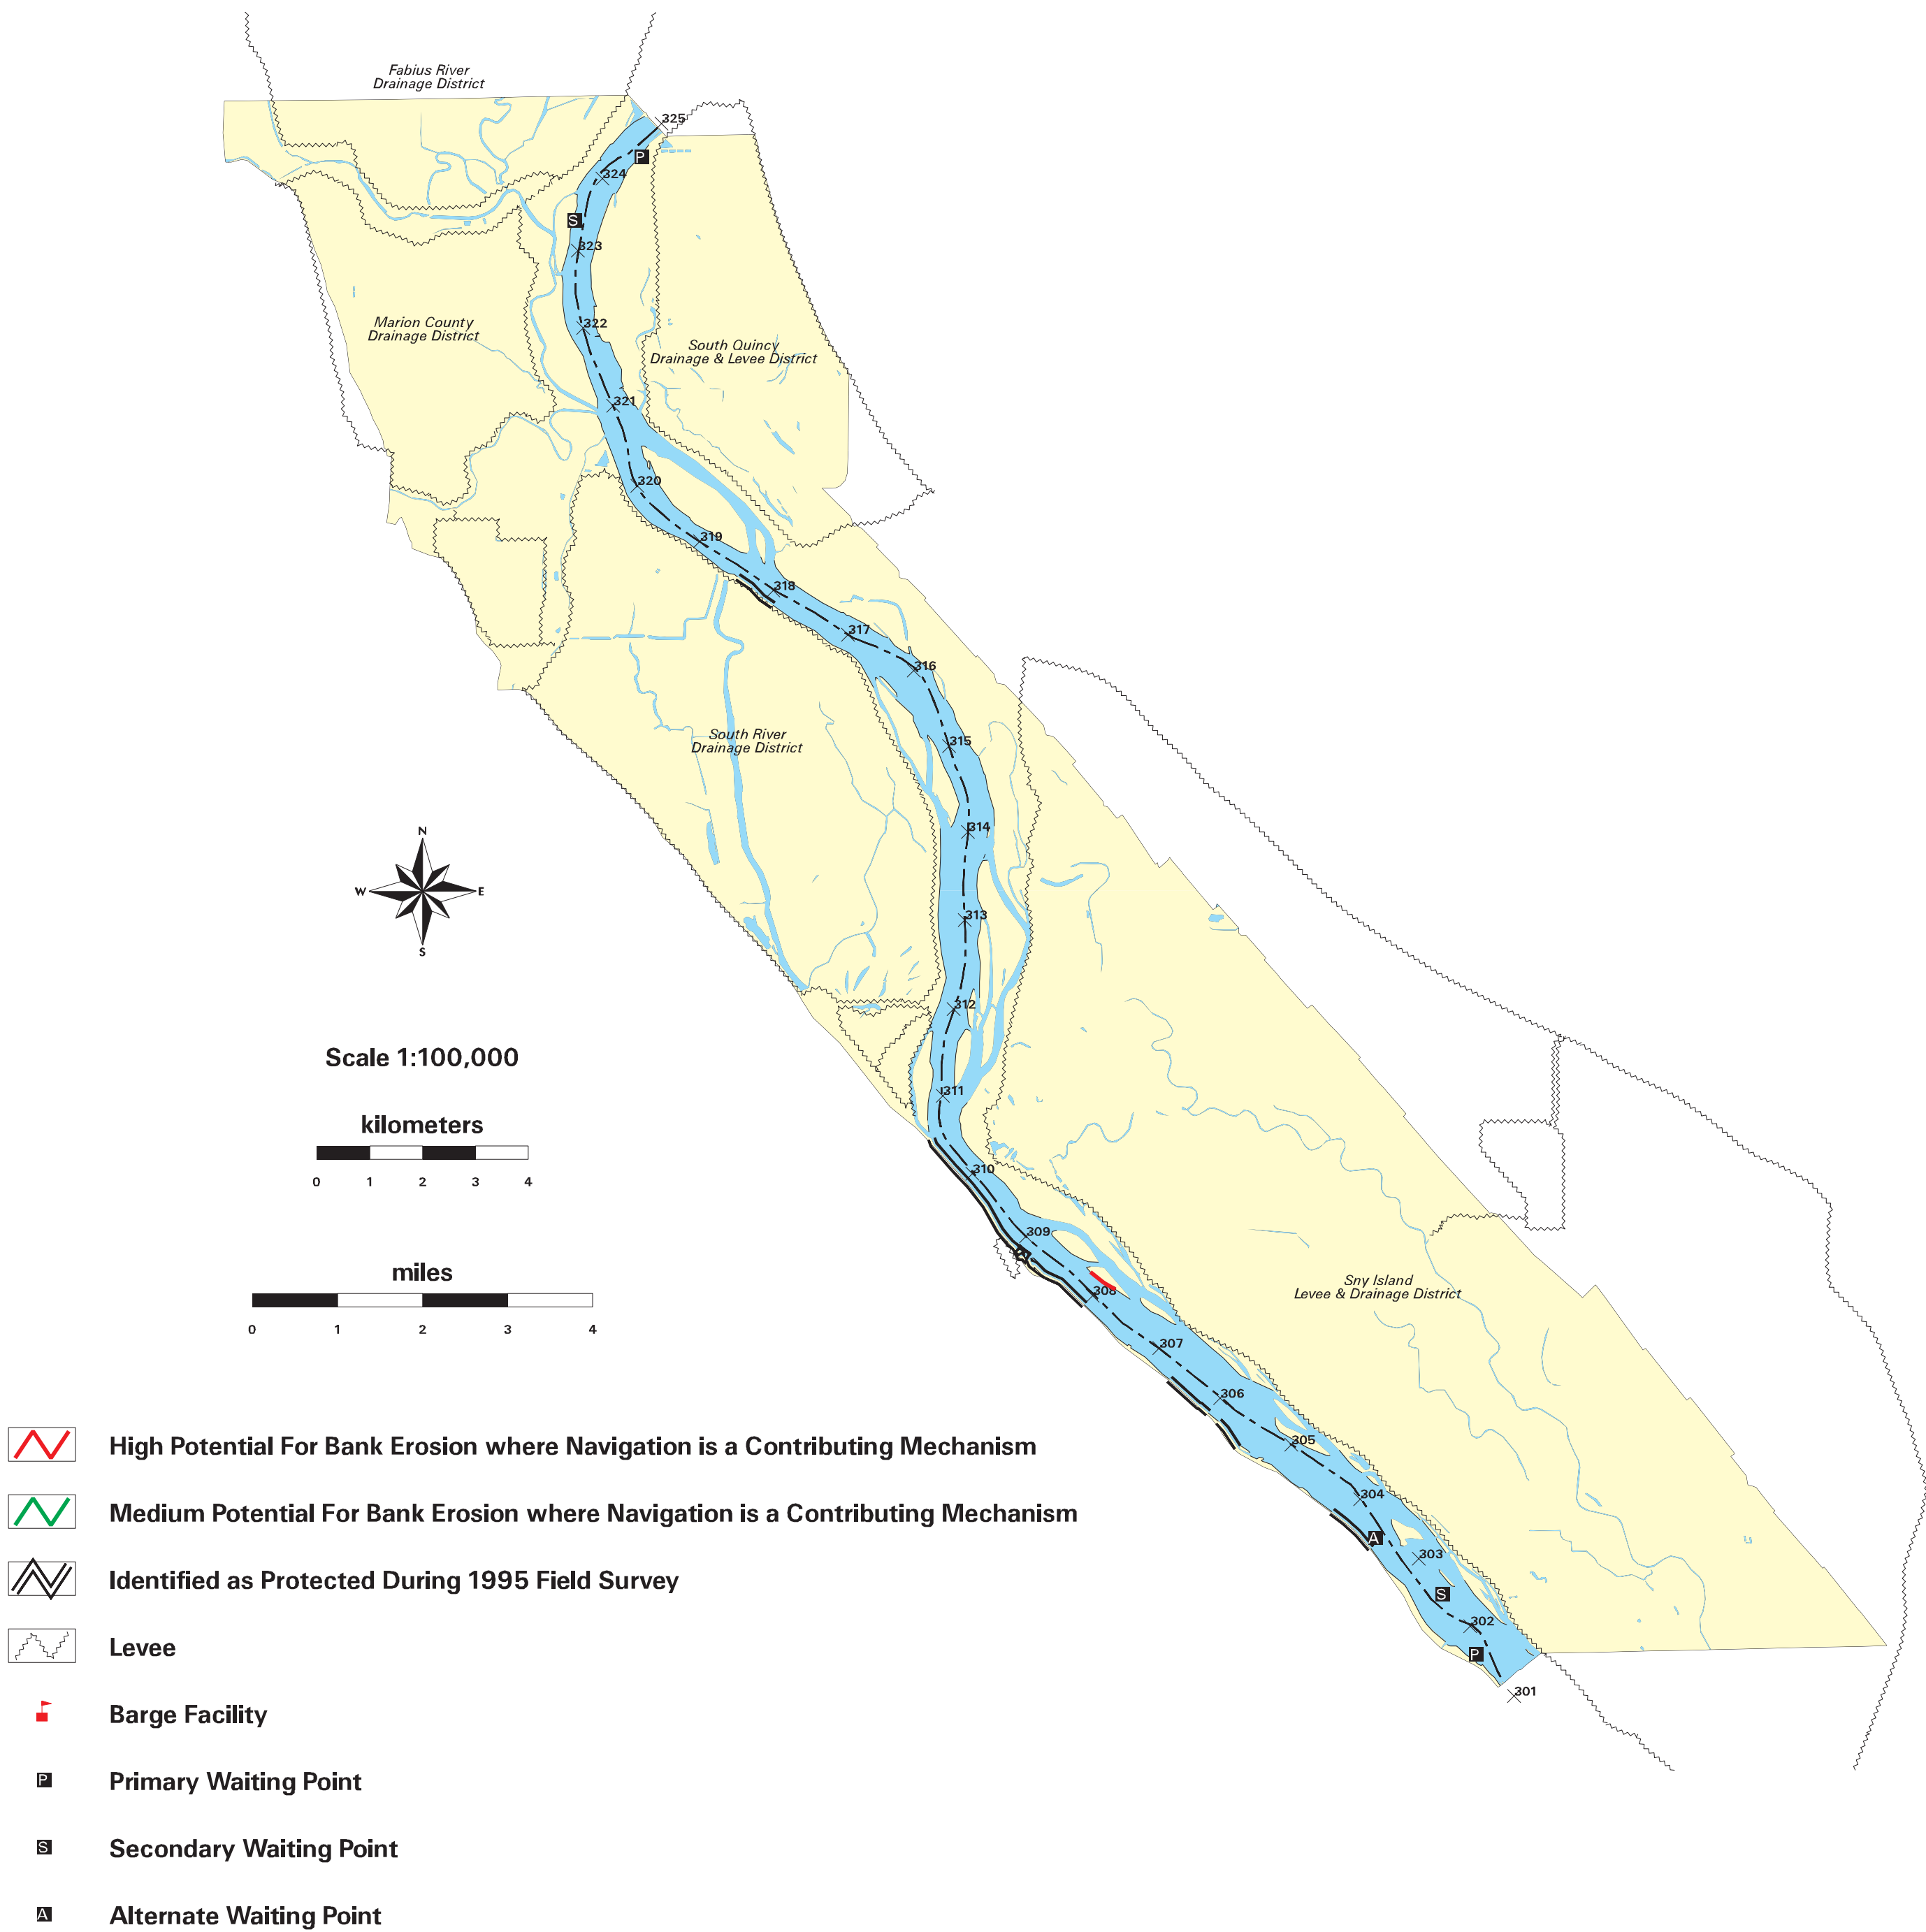 Fabius River
Drainage District
325
P
324
S
323
Marion County
Drainage District
322
South Quincy
Drainage & Levee District
321
320
319
318
317
316
South River
Drainage District
315
314
N
W
E
S
313
312
Scale 1:100,000
311
kilometers
0 1 2 3 4
310
309
miles
0 1 2 3 4
308
Sny Island
Levee & Drainage District
307
306
305
304
A
303
S
302
P
301
High Potential For Bank Erosion where Navigation is a Contributing Mechanism
Medium Potential For Bank Erosion where Navigation is a Contributing Mechanism
Identified as Protected During 1995 Field Survey
Levee
Barge Facility
P Primary Waiting Point
S Secondary Waiting Point
A Alternate Waiting Point